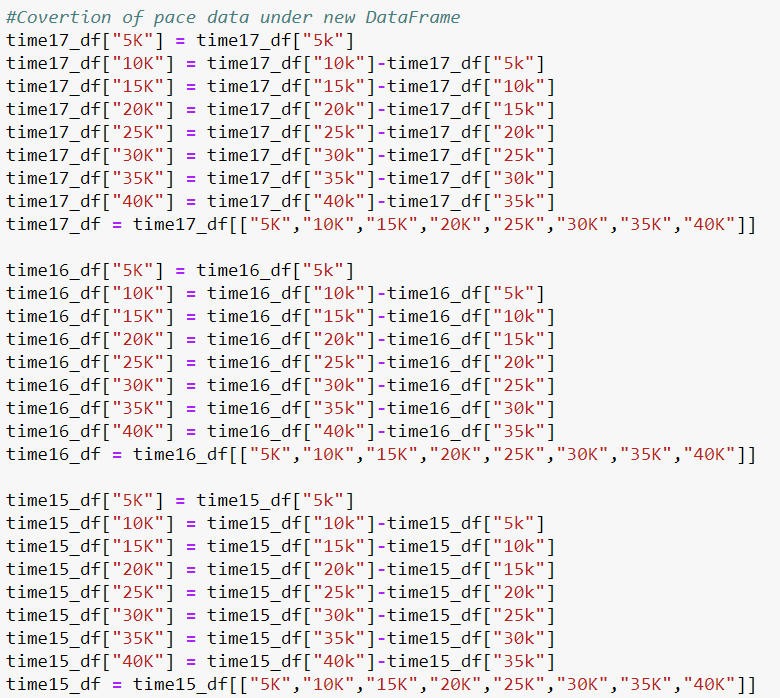 #Covertion of pace data under new DataFrame
time17_df["5K"] = time17_df["5k"]
time17_df["10K"] = time17_df["10k"]-time17_df["5k"]
time17_df["15K"] = time17_df["15k"]-time17_df["10k"]
time17_df["20K"] = time17_df["20k"]-time17_df["15k"]
time17_df["25K"] = time17_df["25k"]-time17_df["20k"]
time17_df["30K"] = time17_df["30k"]-time17_df["25k"]
time17_df["35K"] = time17_df["35k"]-time17_df["30k"]
time17_df["40K"] = time17_df["40k"]-time17_df["35k"]
time17_df = time17_df[["5K","10K","15K","20K","25K","30K","35K","40K"]]

time16_df["5K"] = time16_df["5k"]
time16_df["10K"] = time16_df["10k"]-time16_df["5k"]
time16_df["15K"] = time16_df["15k"]-time16_df["10k"]
time16_df["20K"] = time16_df["20k"]-time16_df["15k"]
time16_df["25K"] = time16_df["25k"]-time16_df["20k"]
time16_df["30K"] = time16_df["30k"]-time16_df["25k"]
time16_df["35K"] = time16_df["35k"]-time16_df["30k"]
time16_df["40K"] = time16_df["40k"]-time16_df["35k"]
time16_df = time16_df[["5K","10K","15K","20K","25K","30K","35K","40K"]]

time15_df["5K"] = time15_df["5k"]
time15_df["10K"] = time15_df["10k"]-time15_df["5k"]
time15_df["15K"] = time15_df["15k"]-time15_df["10k"]
time15_df["20K"] = time15_df["20k"]-time15_df["15k"]
time15_df["25K"] = time15_df["25k"]-time15_df["20k"]
time15_df["30K"] = time15_df["30k"]-time15_df["25k"]
time15_df["35K"] = time15_df["35k"]-time15_df["30k"]
time15_df["40K"] = time15_df["40k"]-time15_df["35k"]
time15_df = time15_df[["5K","10K","15K","20K","25K","30K","35K","40K"]]